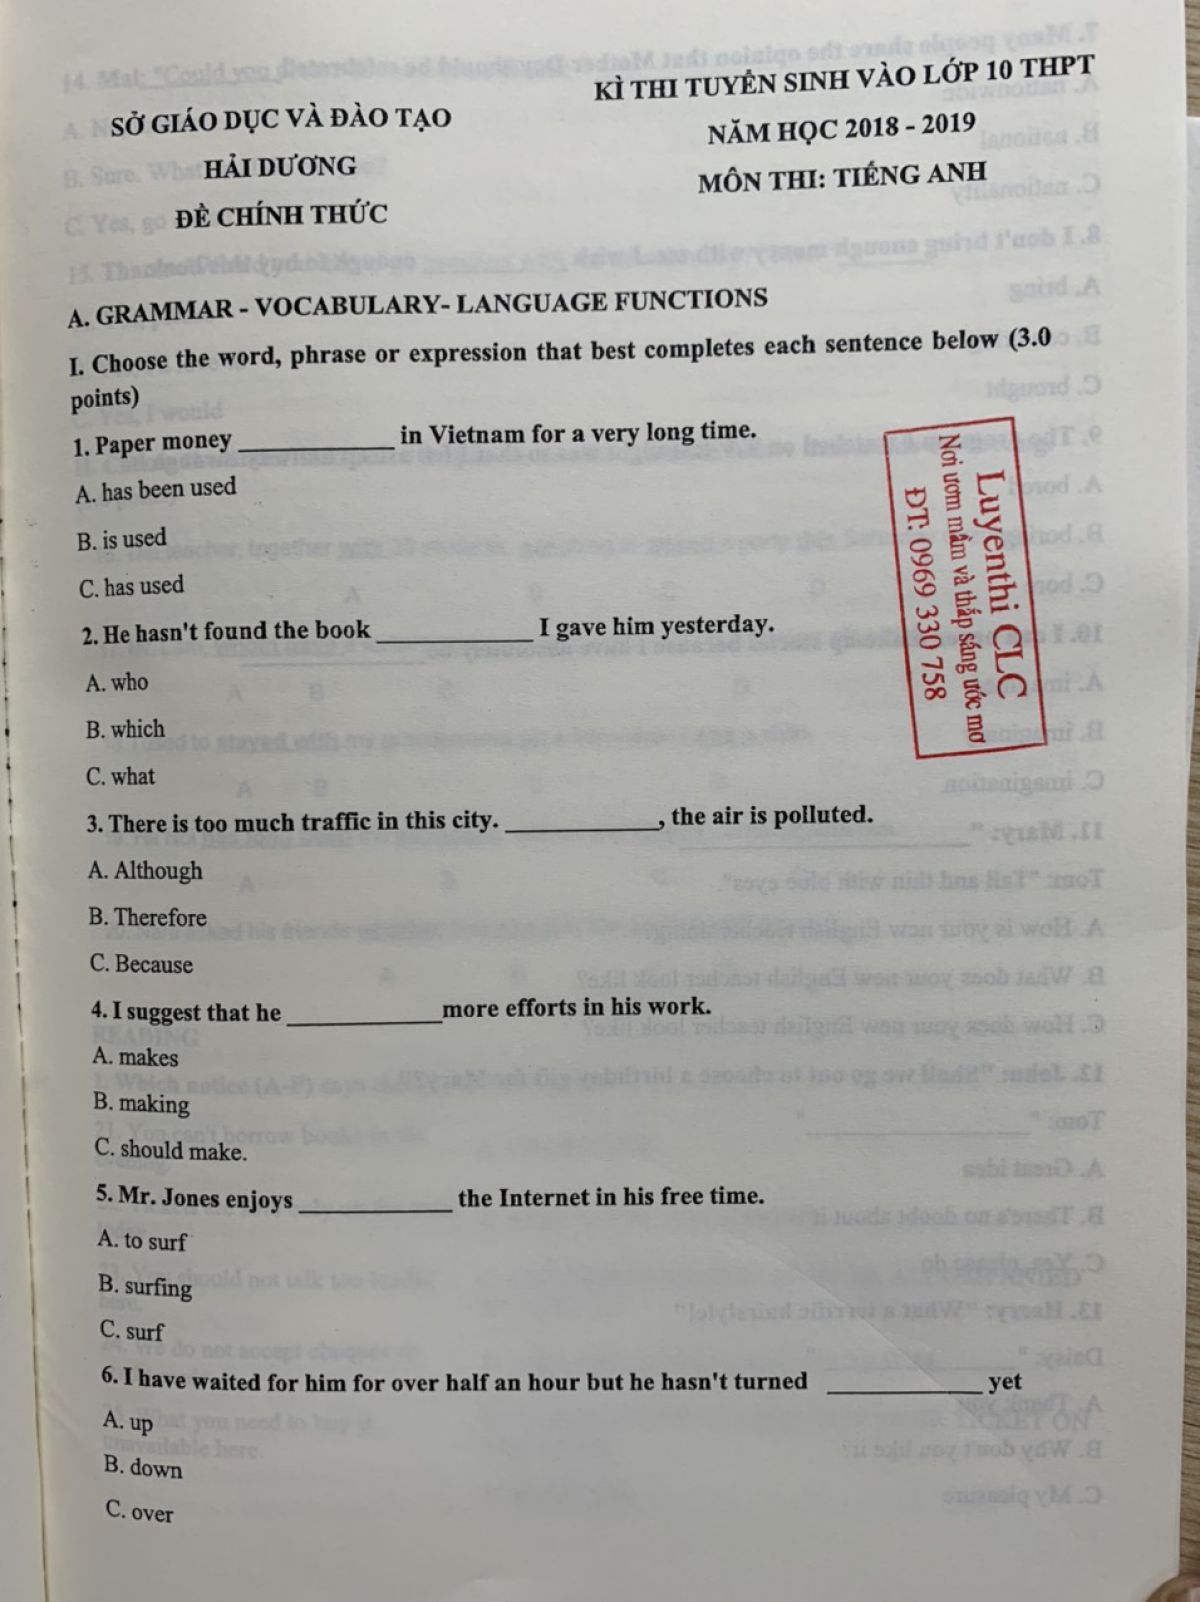 SỞ GIÁO DỤC VÀ ĐÀO TẠO
HẢI DƯƠNG
ĐỀ CHÍNH THỨC
KÌ THI TUYỂN SINH VÀO LỚP 10 THPT
NĂM HỌC 2018 - 2019
MÔN THI: TIẾNG ANH
A. GRAMMAR - VOCABULARY- LANGUAGE FUNCTIONS
I. Choose the word, phrase or expression that best completes each sentence below (3.0
points)
1. Paper money ____________ in Vietnam for a very long time.
A. has been used
B. is used
C. has used
2. He hasn't found the book ____________ I gave him yesterday.
A. who
B. which
C. what
3. There is too much traffic in this city. ____________, the air is polluted.
A. Although
B. Therefore
C. Because
4. I suggest that he ____________more efforts in his work.
A. makes
B. making
C. should make.
5. Mr. Jones enjoys ____________ the Internet in his free time.
A. to surf
B. surfing
C. surf
6. I have waited for him for over half an hour but he hasn't turned ____________ yet
A. up
B. down
C. over
Luyenthi CLC
Nơi ươm mầm và thắp sáng ước mơ
ĐT: 0969 330 758